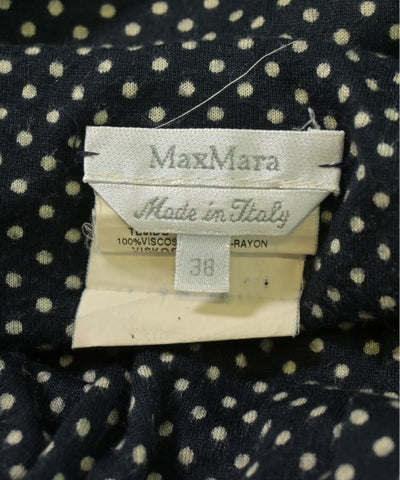 MaxMara
Made in Italy
100%VISCOS -RAYON
38